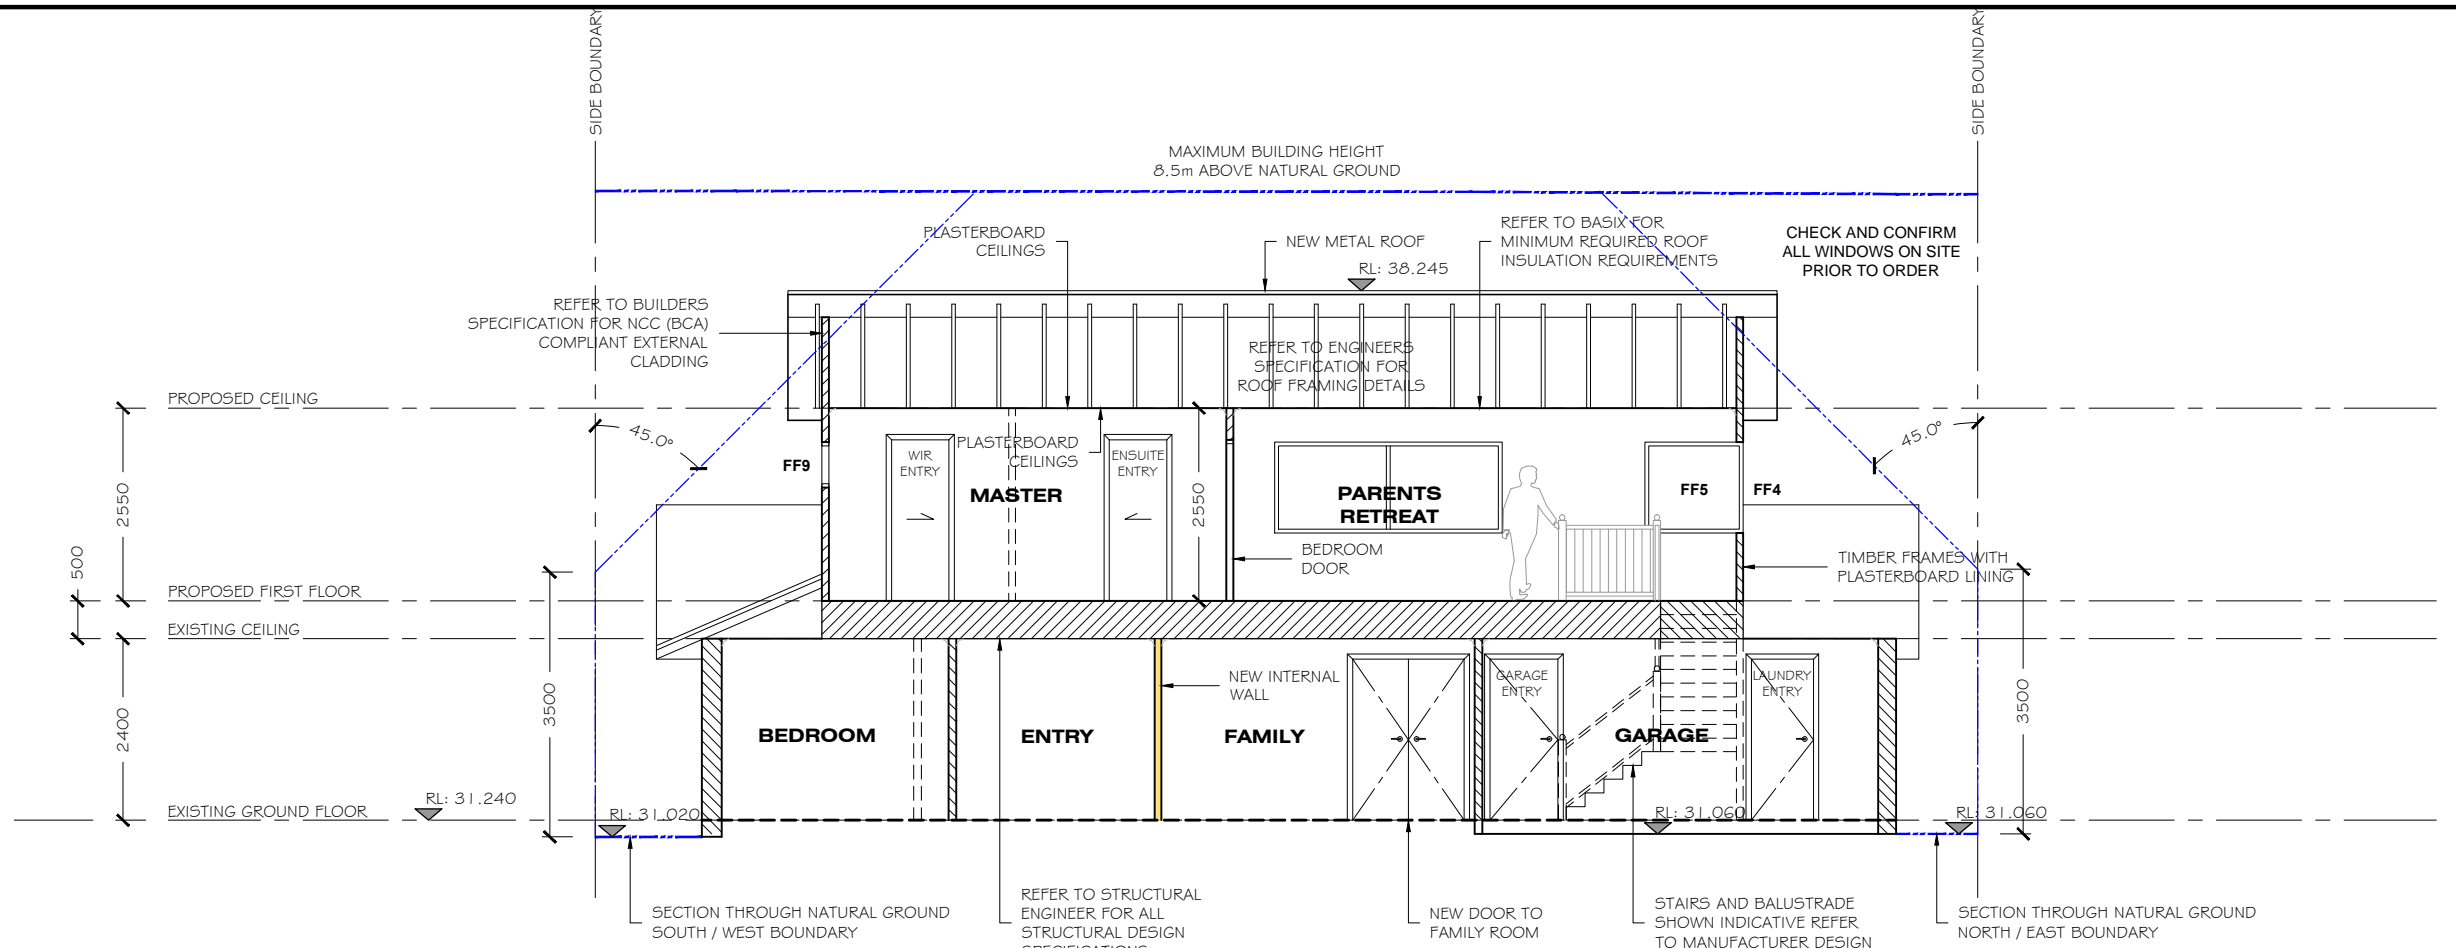 SIDE BOUNDARY
SIDE BOUNDARY
MAXIMUM BUILDING HEIGHT
8.5m ABOVE NATURAL GROUND
PLASTERBOARD
CEILINGS
NEW METAL ROOF
RL: 38.245
REFER TO BASIX FOR
MINIMUM REQUIRED ROOF
INSULATION REQUIREMENTS
CHECK AND CONFIRM
ALL WINDOWS ON SITE
PRIOR TO ORDER
REFER TO BUILDERS
SPECIFICATION FOR NCC (BCA)
COMPLIANT EXTERNAL
CLADDING
REFER TO ENGINEERS
SPECIFICATION FOR
ROOF FRAMING DETAILS
PROPOSED CEILING
45.0°
45.0°
PLASTERBOARD
CEILINGS
WIR
ENTRY
ENSUITE
ENTRY
FF9
MASTER
2550
2550
PARENTS
RETREAT
FF5
FF4
BEDROOM
DOOR
TIMBER FRAMES WITH
PLASTERBOARD LINING
500
PROPOSED FIRST FLOOR
EXISTING CEILING
NEW INTERNAL
WALL
GARAGE
ENTRY
LAUNDRY
ENTRY
2400
3500
3500
BEDROOM
ENTRY
FAMILY
GARAGE
EXISTING GROUND FLOOR
RL: 31.240
RL: 31.020
RL: 31.060
RL: 31.060
SECTION THROUGH NATURAL GROUND
SOUTH / WEST BOUNDARY
REFER TO STRUCTURAL
ENGINEER FOR ALL
STRUCTURAL DESIGN
SPECIFICATIONS
NEW DOOR TO
FAMILY ROOM
STAIRS AND BALUSTRADE
SHOWN INDICATIVE REFER
TO MANUFACTURER DESIGN
SECTION THROUGH NATURAL GROUND
NORTH / EAST BOUNDARY